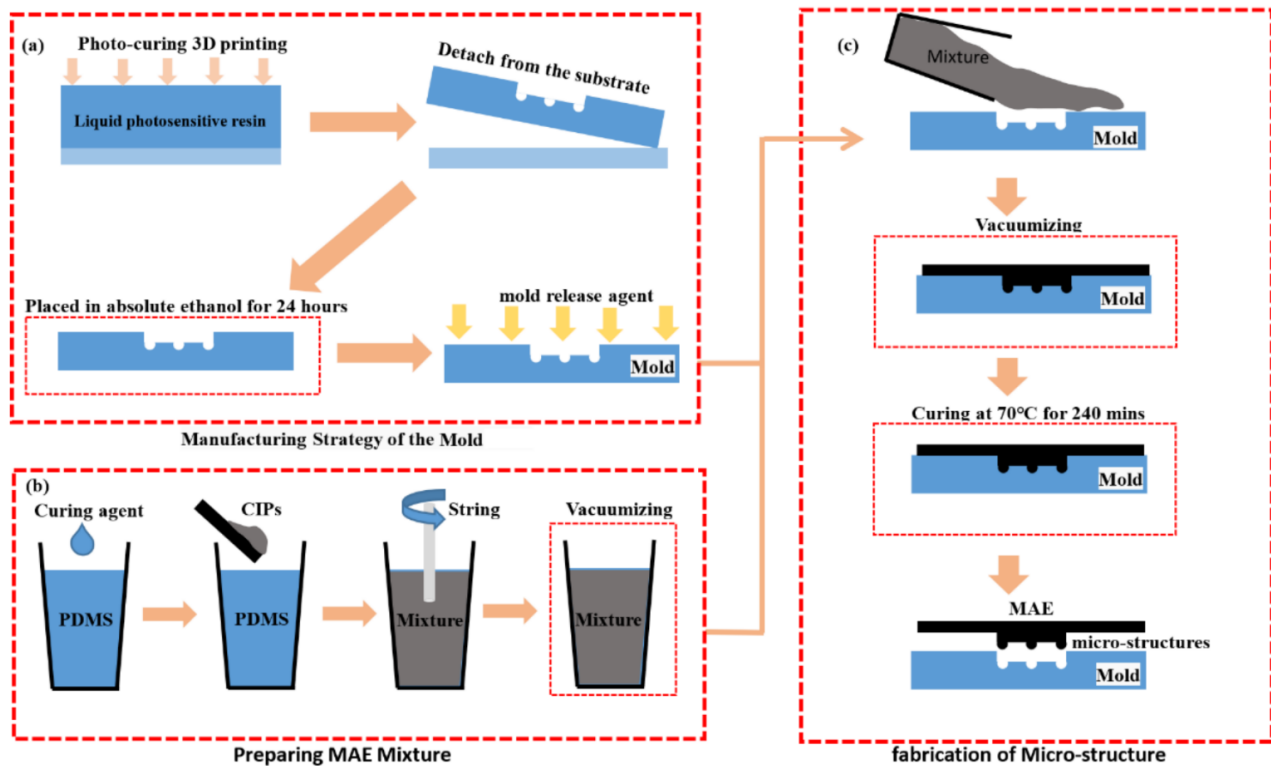 (a)
Photo-curing 3D printing
Liquid photosensitive resin
Detach from the substrate
Placed in absolute ethanol for 24 hours
mold release agent
Mold
Manufacturing Strategy of the Mold
(b)
Curing agent
CIPs
String
Vacuumizing
PDMS
PDMS
Mixture
Mixture
Preparing MAE Mixture
(c)
Mixture
Mold
Vacuumizing
Mold
Curing at 70℃ for 240 mins
Mold
MAE
micro-structures
Mold
fabrication of Micro-structure